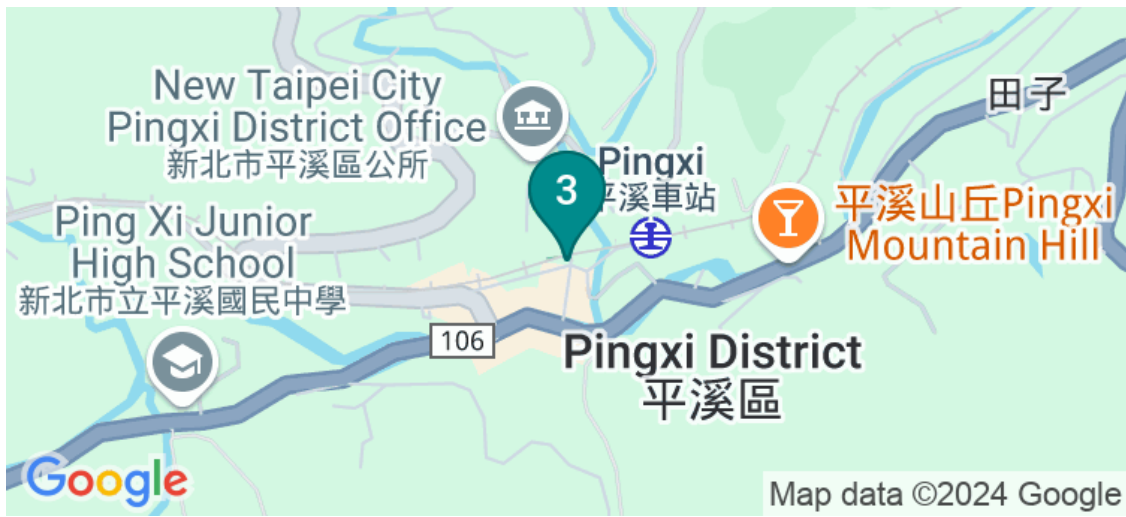 New Taipei City
Pingxi District Office
新北市平溪區公所
田子
3
Pingxi
平溪車站
平溪山丘Pingxi
Mountain Hill
Ping Xi Junior
High School
新北市立平溪國民中學
106
Pingxi District
平溪區
Google
Map data ©2024 Google